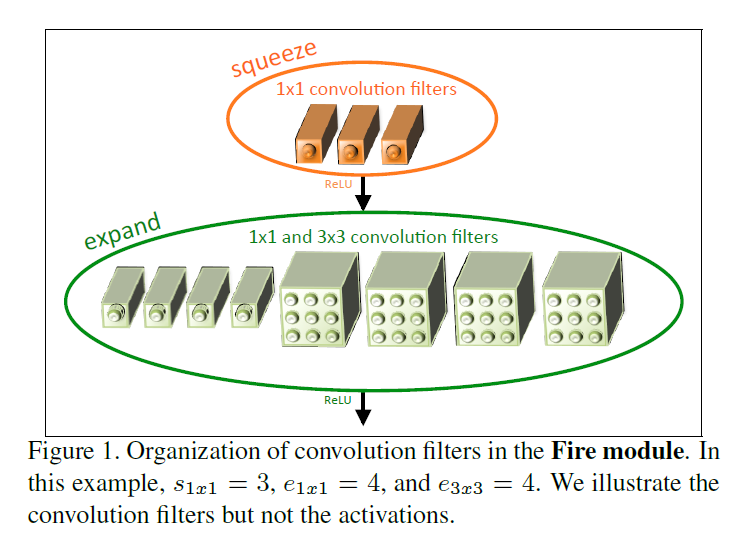 squeeze
1x1 convolution filters
ReLU
expand
1x1 and 3x3 convolution filters
ReLU
Figure 1. Organization of convolution filters in the Fire module. In
this example, s1x1 = 3, e1x1 = 4, and e3x3 = 4. We illustrate the
convolution filters but not the activations.